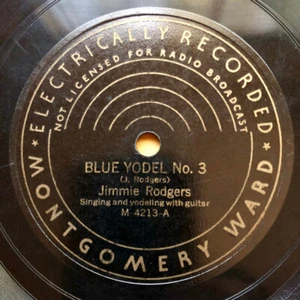 * ELECTRICALLY RECORDED *
NOT LICENSED FOR RADIO BROADCAST
BLUE YODEL No. 3
(J. Rodgers)
Jimmie Rodgers
Singing and yodeling with guitar
M 4213-A
MONTGOMERY WARD